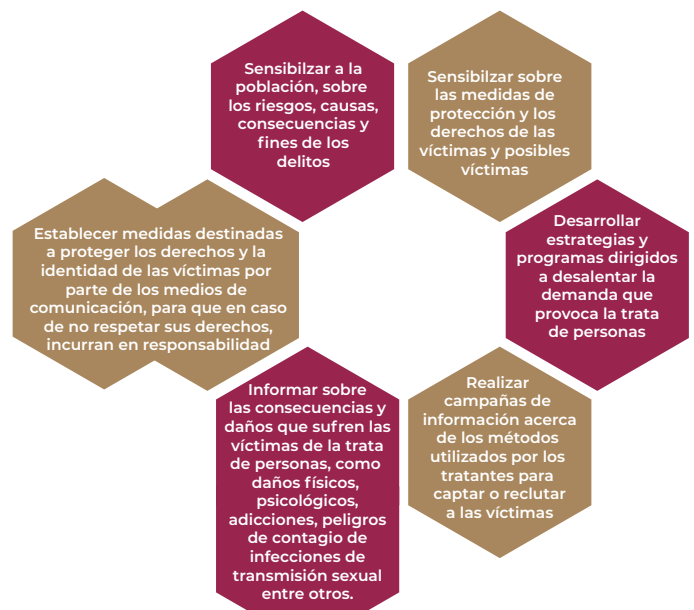 Sensibilzar a la
población, sobre
los riesgos, causas,
consecuencias y
fines de los
delitos
Sensibilzar sobre
las medidas de
protección y los
derechos de las
víctimas y posibles
víctimas
Desarrollar
estrategias y
programas dirigidos
a desalentar la
demanda que
provoca la trata
de personas
Realizar
campañas de
información acerca
de los métodos
utilizados por los
tratantes para
captar o reclutar
a las víctimas
Informar sobre
las consecuencias y
daños que sufren las
víctimas de la trata
de personas, como
daños físicos,
psicológicos,
adicciones, peligros
de contagio de
infecciones de
transmisión sexual
entre otros.
Establecer medidas destinadas
a proteger los derechos y la
identidad de las víctimas por
parte de los medios de
comunicación, para que en caso
de no respetar sus derechos,
incurran en responsabilidad